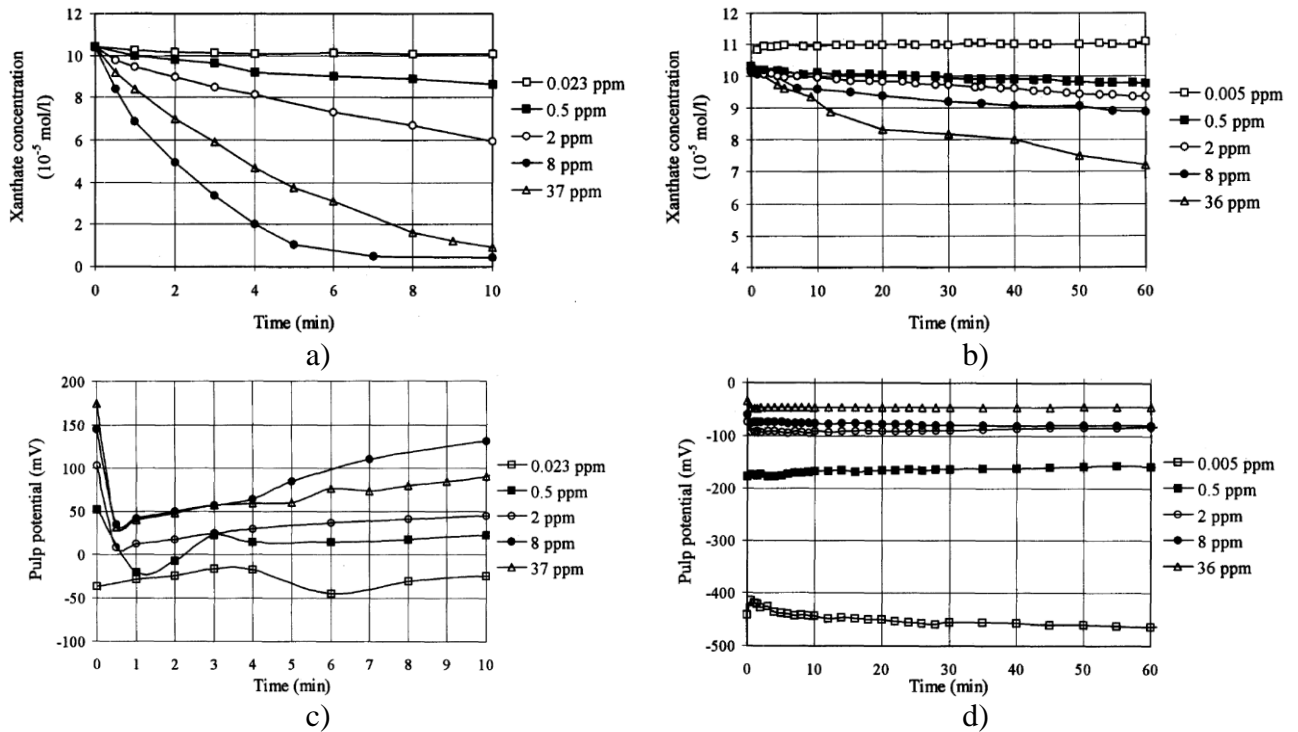 Xanthate concentration
(10⁻⁵ mol/l)
12
10
8
6
4
2
0
0
2
4
6
8
10
Time (min)
0.023 ppm
0.5 ppm
2 ppm
8 ppm
37 ppm
a)
Xanthate concentration
(10⁻⁵ mol/l)
12
11
10
9
8
7
6
5
4
0
10
20
30
40
50
60
Time (min)
0.005 ppm
0.5 ppm
2 ppm
8 ppm
36 ppm
b)
Pulp potential (mV)
200
150
100
50
0
-50
-100
0
1
2
3
4
5
6
7
8
9
10
Time (min)
0.023 ppm
0.5 ppm
2 ppm
8 ppm
37 ppm
c)
Pulp potential (mV)
0
-100
-200
-300
-400
-500
0
10
20
30
40
50
60
Time (min)
0.005 ppm
0.5 ppm
2 ppm
8 ppm
36 ppm
d)